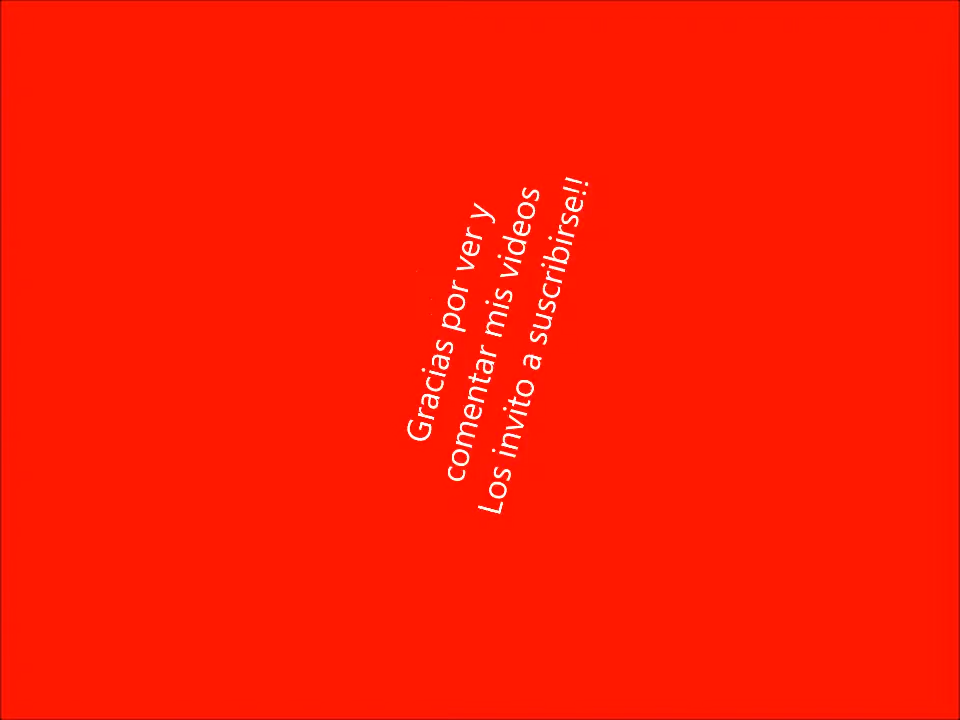 Gracias por ver y
comentar mis videos
Los invito a suscribirse!!